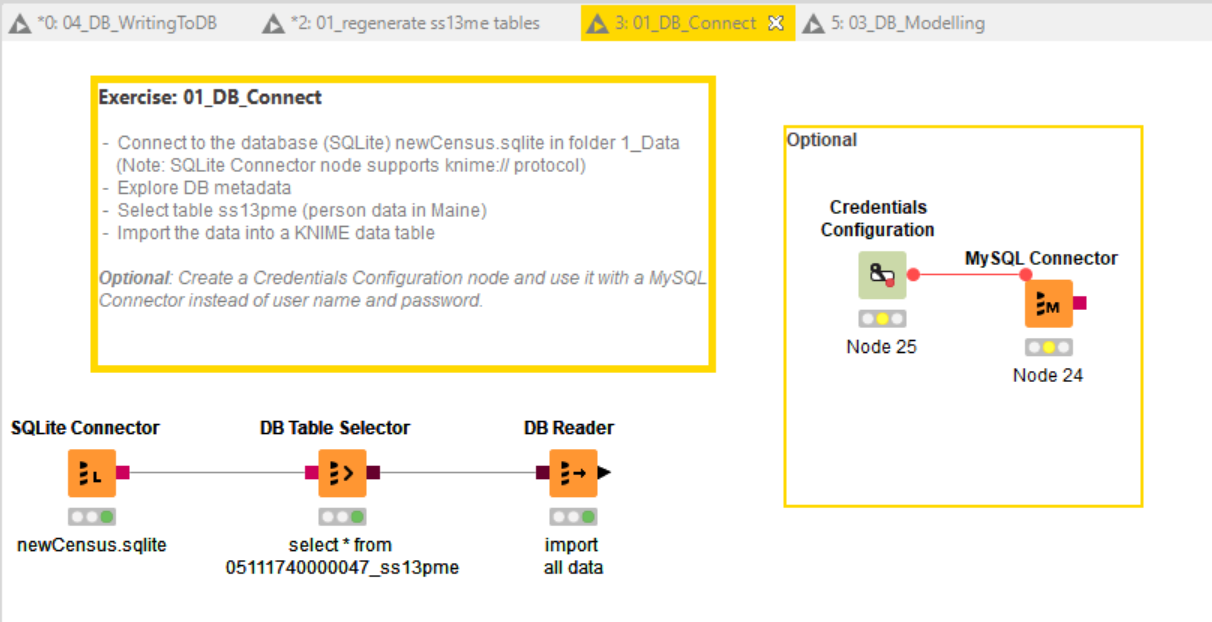 *0: 04_DB_WritingToDB
*2: 01_regenerate ss13me tables
3: 01_DB_Connect
5: 03_DB_Modelling
Exercise: 01_DB_Connect
- Connect to the database (SQLite) newCensus.sqlite in folder 1_Data
(Note: SQLite Connector node supports knime:// protocol)
- Explore DB metadata
- Select table ss13pme (person data in Maine)
- Import the data into a KNIME data table
Optional: Create a Credentials Configuration node and use it with a MySQL
Connector instead of user name and password.
Optional
Credentials
Configuration
Node 25
MySQL Connector
M
Node 24
SQLite Connector
L
newCensus.sqlite
DB Table Selector
select * from
05111740000047_ss13pme
DB Reader
import
all data